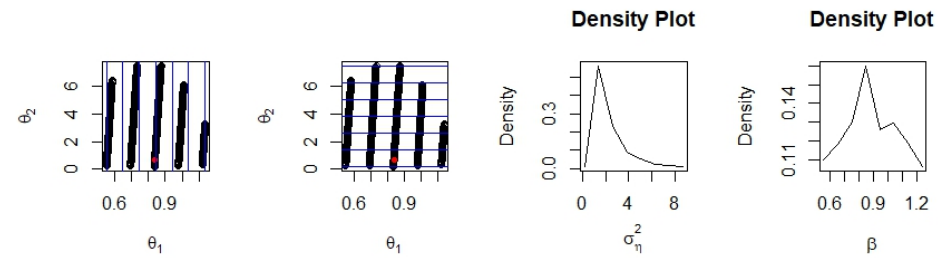 Density Plot
Density Plot
θ₂
0 2 4 6
0.6 0.9
θ₁
θ₂
0 2 4 6
0.6 0.9
θ₁
Density
0.0 0.3
0 4 8
σ²η
Density
0.11 0.14
0.6 0.9 1.2
β